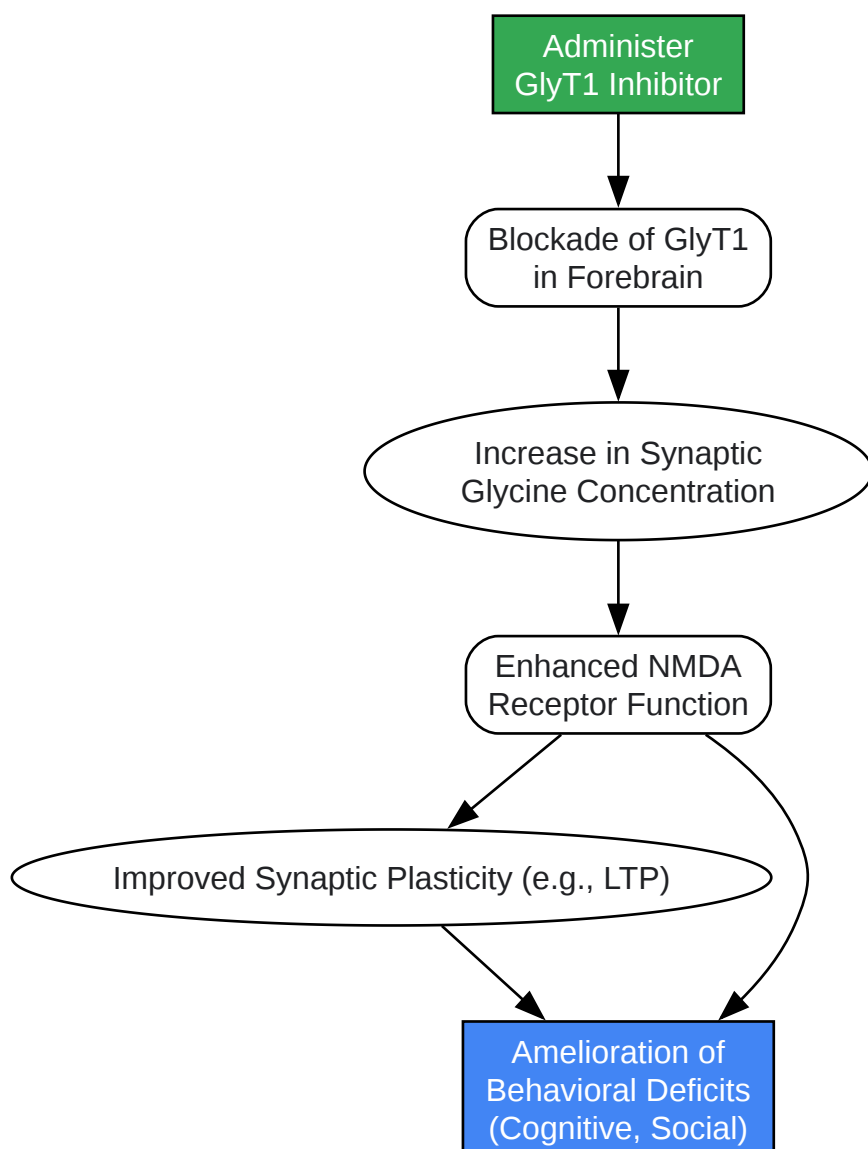 Administer
GlyT1 Inhibitor
Blockade of GlyT1
in Forebrain
Increase in Synaptic
Glycine Concentration
Enhanced NMDA
Receptor Function
Improved Synaptic Plasticity (e.g., LTP)
Amelioration of
Behavioral Deficits
(Cognitive, Social)